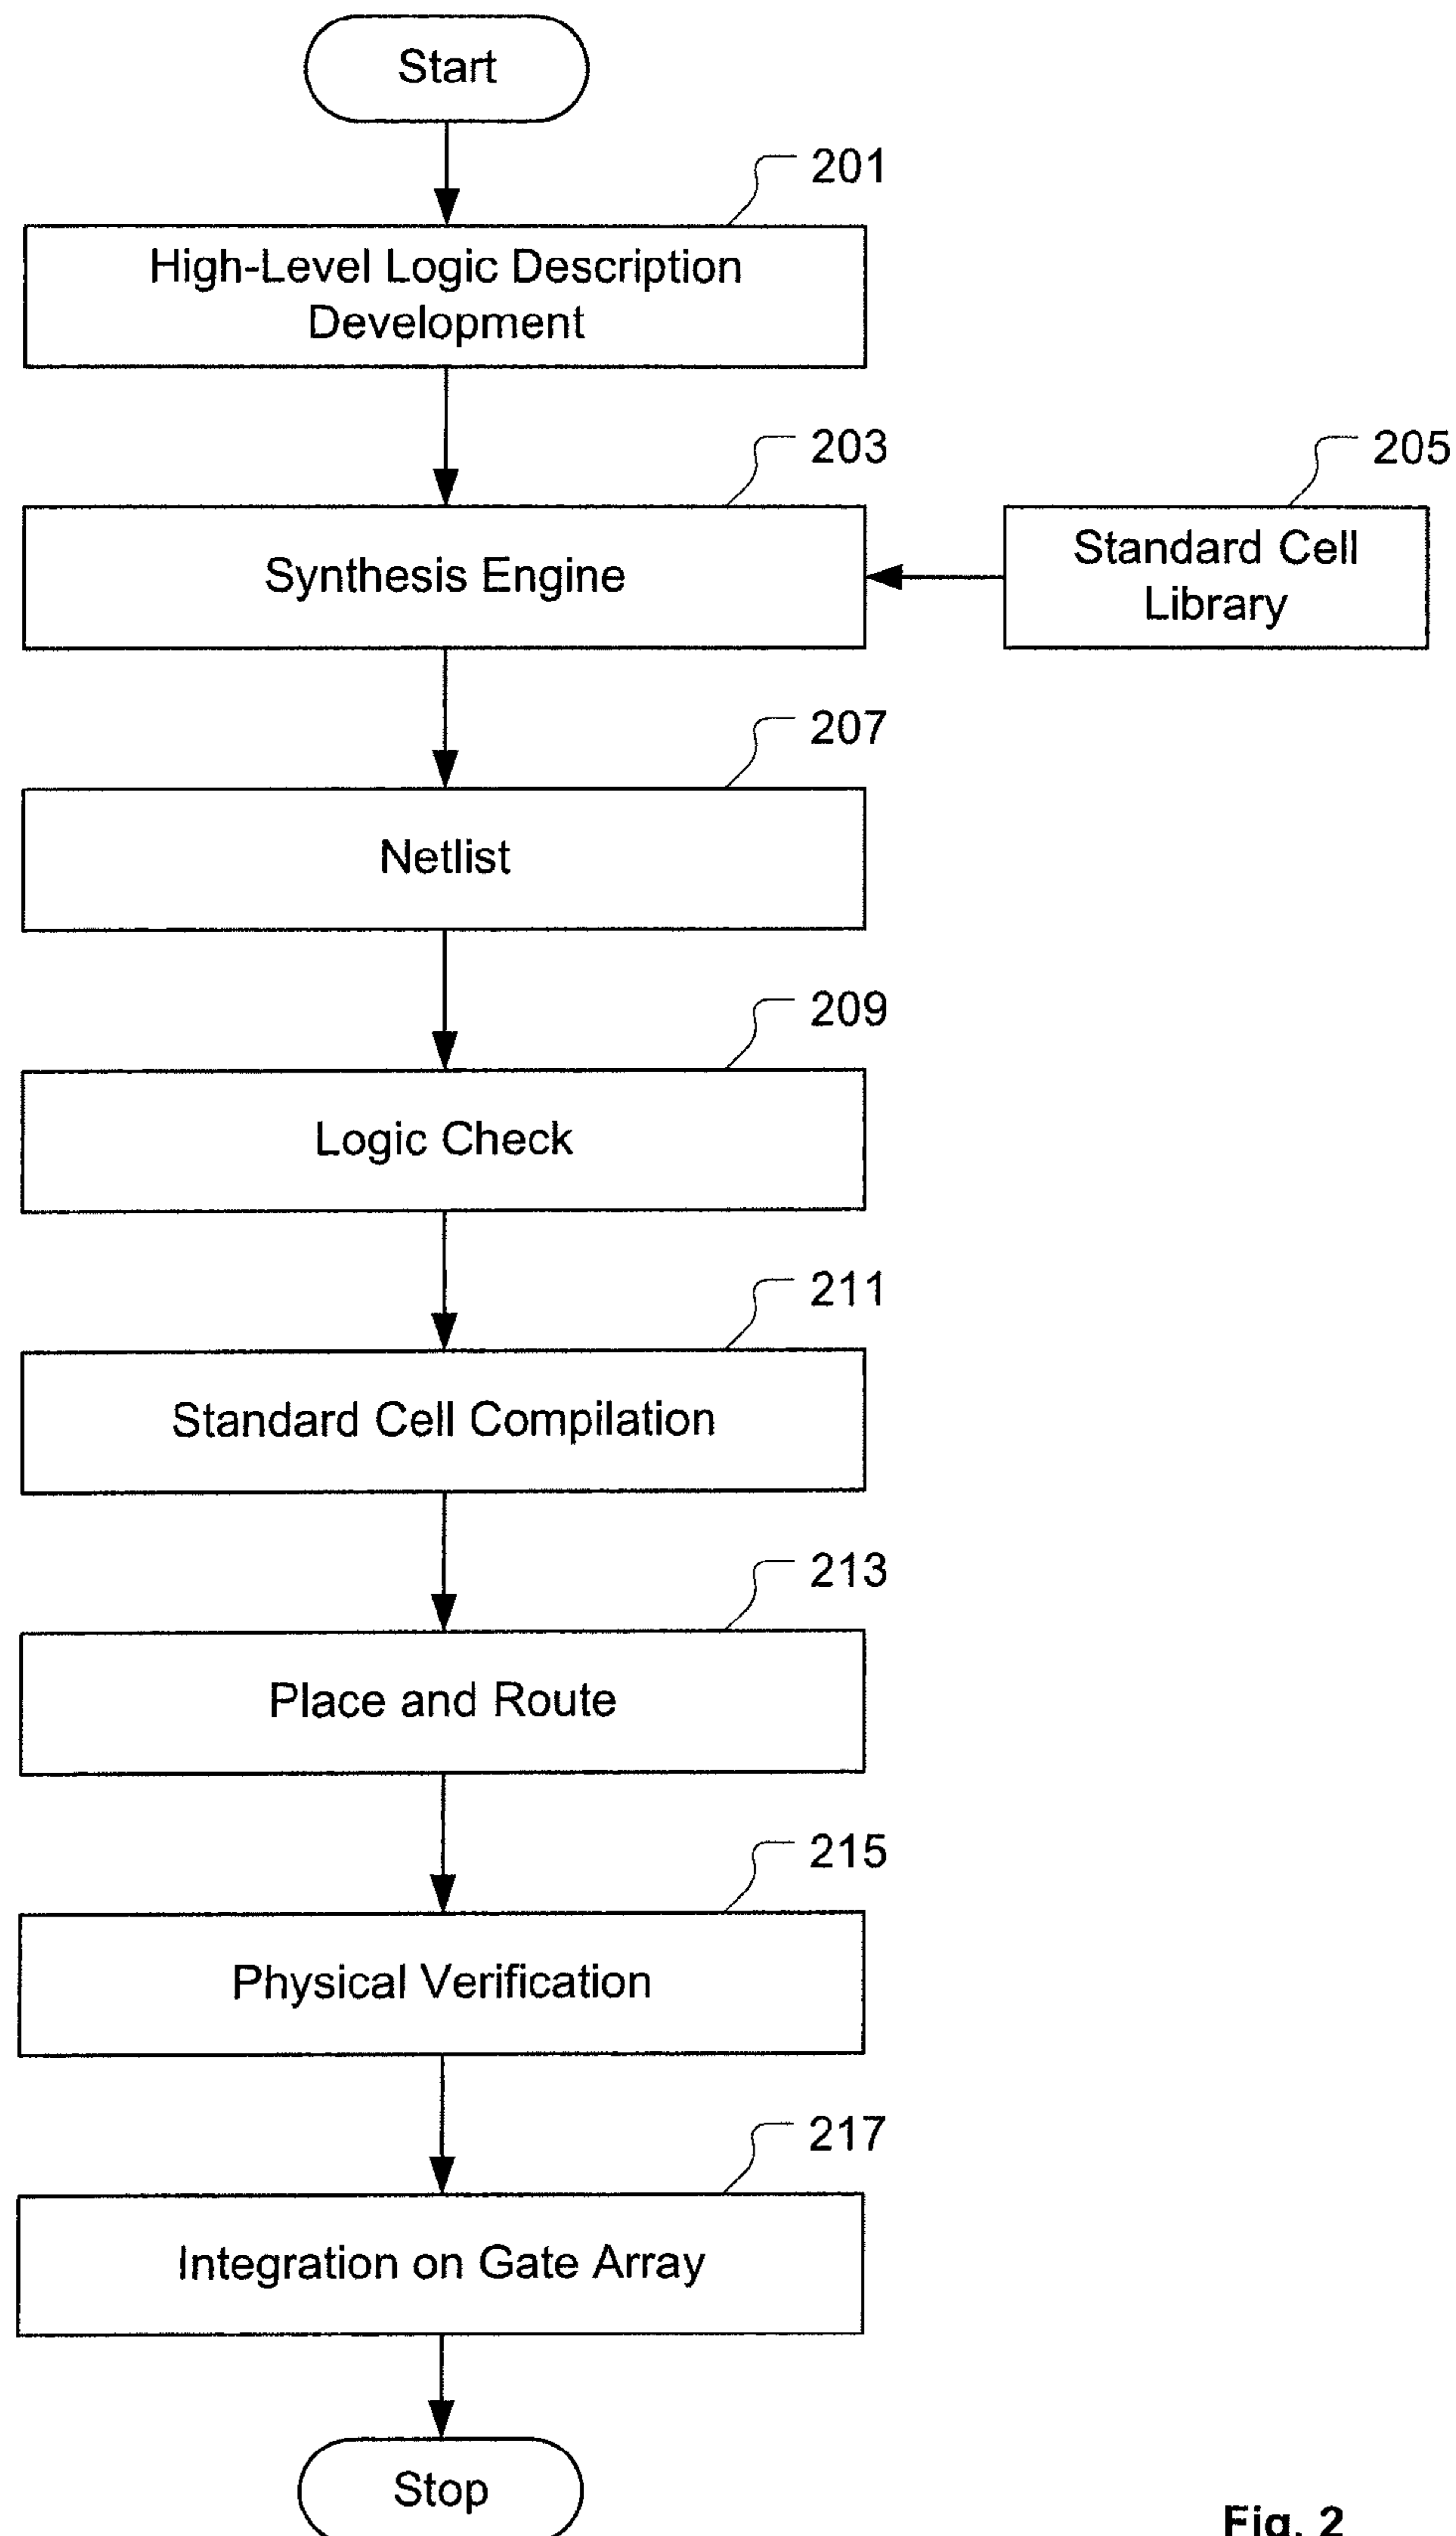 Start
201
High-Level Logic Description
Development
203
205
Synthesis Engine
Standard Cell
Library
207
Netlist
209
Logic Check
211
Standard Cell Compilation
213
Place and Route
215
Physical Verification
217
Integration on Gate Array
Stop
Fig. 2